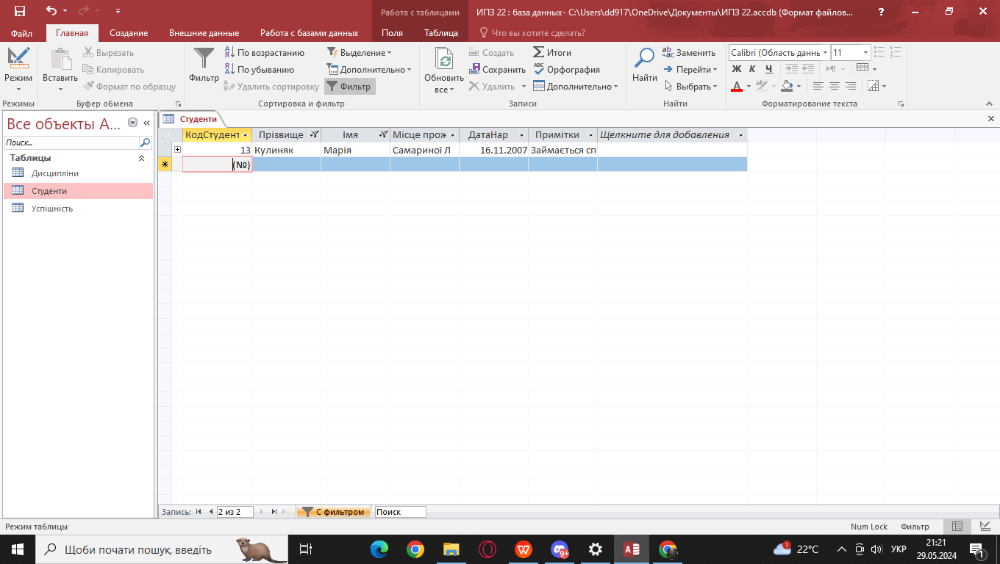 Работа с таблицами
ИПЗ 22 : база данных- C:\Users\dd917\OneDrive\Документы\ИПЗ 22.accdb (Формат файлов...
?
Файл
Главная
Создание
Внешние данные
Работа с базами данных
Поля
Таблица
Что вы хотите сделать?
Режим
Вставить
Вырезать
Копировать
Формат по образцу
Фильтр
По возрастанию
По убыванию
Удалить сортировку
Выделение
Дополнительно
Фильтр
Обновить
все
Создать
Сохранить
Удалить
Итоги
Орфография
Дополнительно
Найти
Заменить
Перейти
Выбрать
Calibri (Область данн
11
Ж К Ч
Режимы
Буфер обмена
Сортировка и фильтр
Записи
Найти
Форматирование текста
Все объекты A...
Поиск...
Таблицы
Дисципліни
Студенти
Успішність
Студенти
КодСтудент Прізвище Імя Місце прож ДатаНар Примітки Щелкните для добавления
13 Кулиняк Марія Самариної Л 16.11.2007 Займається сп
(№)
Запись: 2 из 2 С фильтром Поиск
Режим таблицы
Num Lock Фильтр
Щоби почати пошук, введіть
9+
1
22°C
УКР
21:21
29.05.2024
1